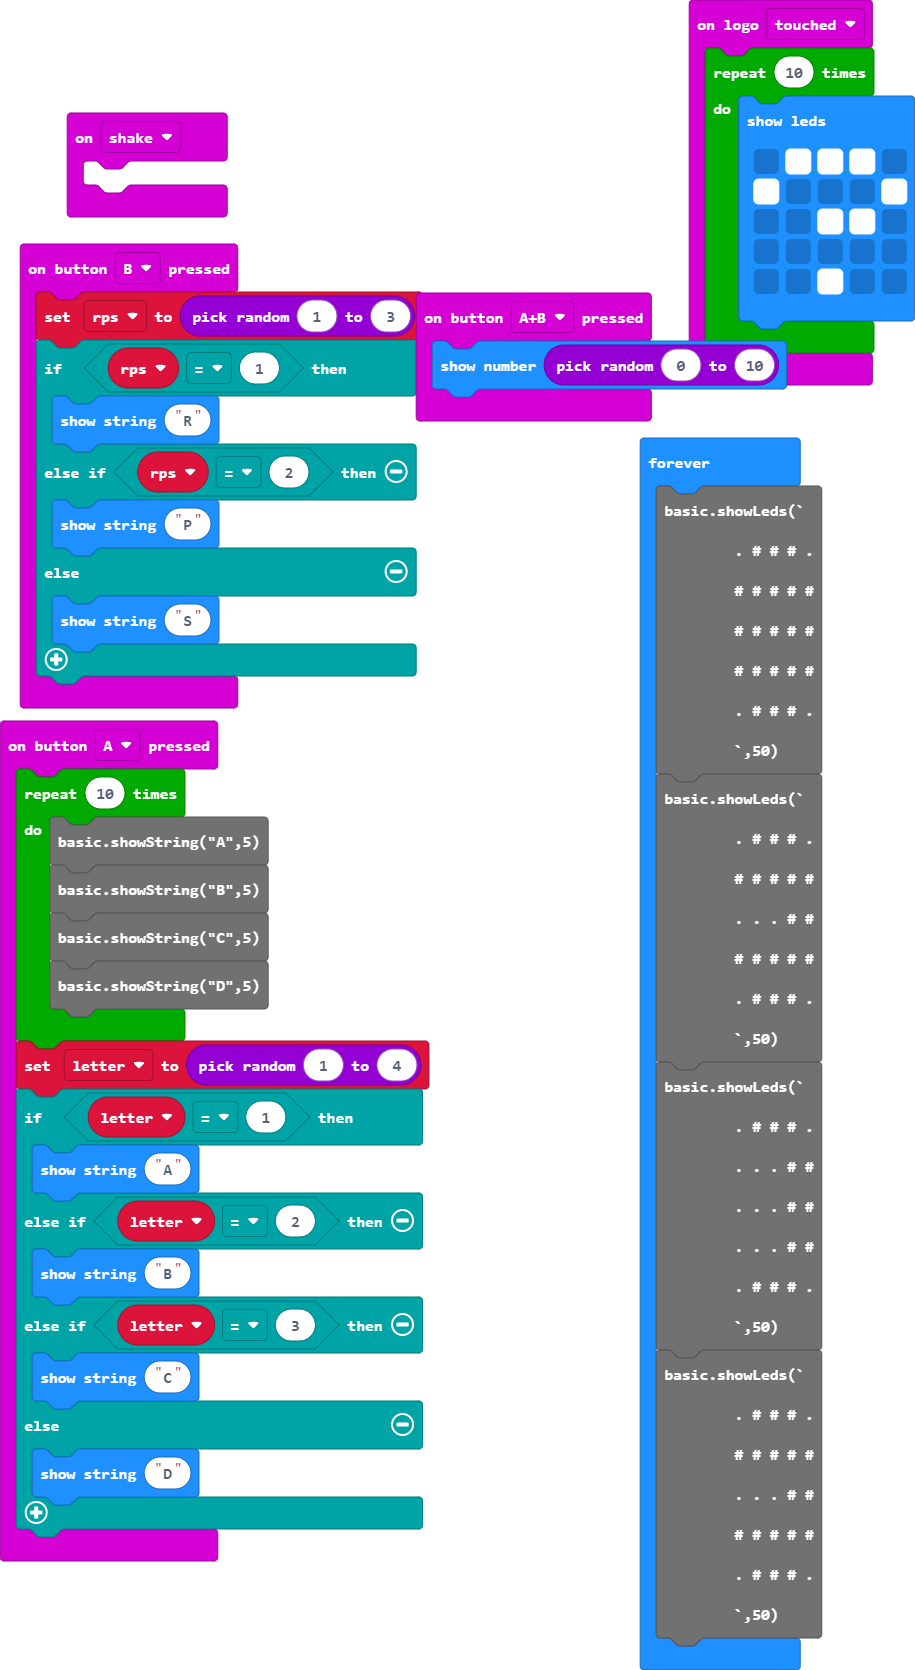 on logo touched
repeat 10 times
do
show leds
on shake
on button B pressed
set rps to pick random 1 to 3
if rps = 1 then
show string "R"
else if rps = 2 then
show string "P"
else
show string "S"
on button A+B pressed
show number pick random 0 to 10
on button A pressed
repeat 10 times
do
basic.showString("A",5)
basic.showString("B",5)
basic.showString("C",5)
basic.showString("D",5)
set letter to pick random 1 to 4
if letter = 1 then
show string "A"
else if letter = 2 then
show string "B"
else if letter = 3 then
show string "C"
else
show string "D"
forever
basic.showLeds(`
. # # # .
# # # # #
# # # # #
# # # # #
. # # # .
`,50)
basic.showLeds(`
. # # # .
# # # # #
. . . # #
# # # # #
. # # # .
`,50)
basic.showLeds(`
. # # # .
. . . # #
. . . # #
. . . # #
. # # # .
`,50)
basic.showLeds(`
. # # # .
# # # # #
. . . # #
# # # # #
. # # # .
`,50)